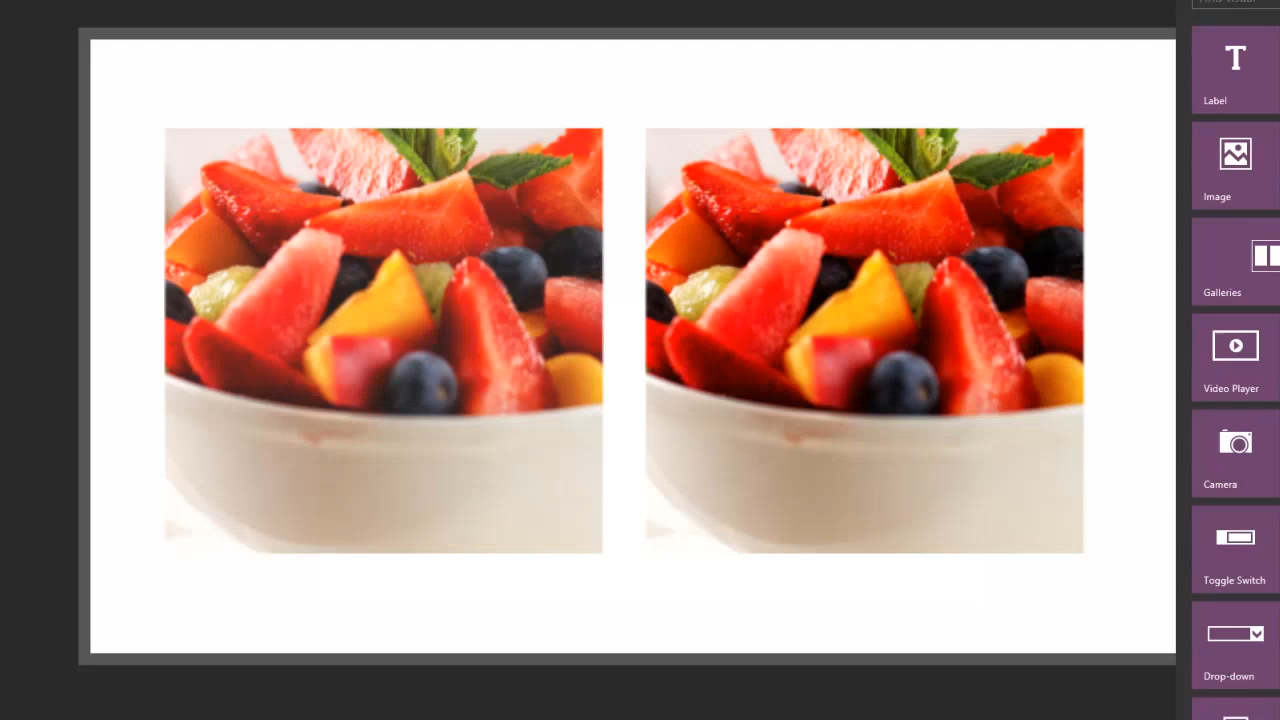 Label
Image
Galleries
Video Player
Camera
Toggle Switch
Drop-down